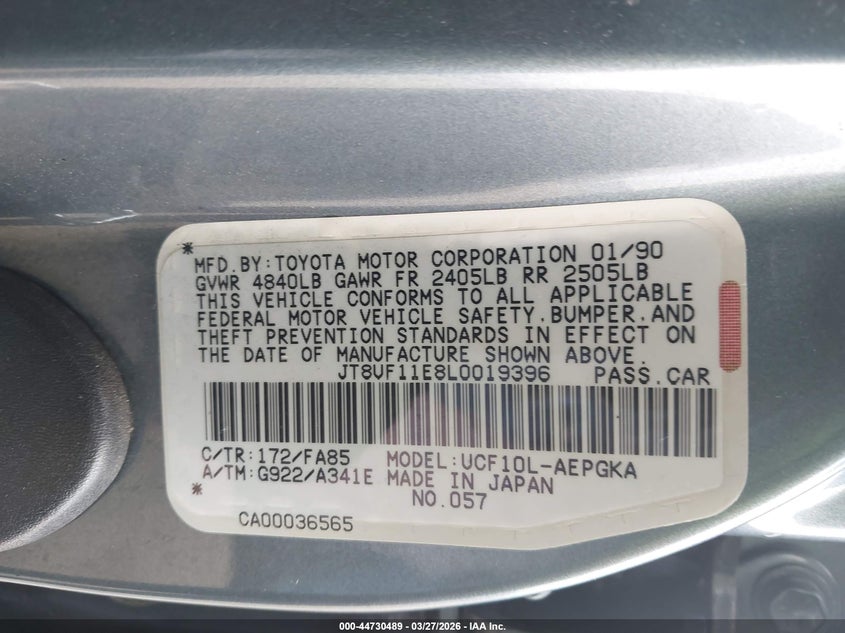 * MFD.BY:TOYOTA MOTOR CORPORATION 01/90
GVWR 4840LB GAWR FR 2405LB RR 2505LB
THIS VEHICLE CONFORMS TO ALL APPLICABLE
FEDERAL MOTOR VEHICLE SAFETY.BUMPER.AND
THEFT PREVENTION STANDARDS IN EFFECT ON
THE DATE OF MANUFACTURE SHOWN ABOVE.
JT8UF11E8L0019396 PASS.CAR
C/TR:172/FA85 MODEL:UCF10L-AEPGKA
A/TM:G922/A341E MADE IN JAPAN
* NO.057
CA00036565
000-44730489 | 03/27/2026 | IAA Inc.